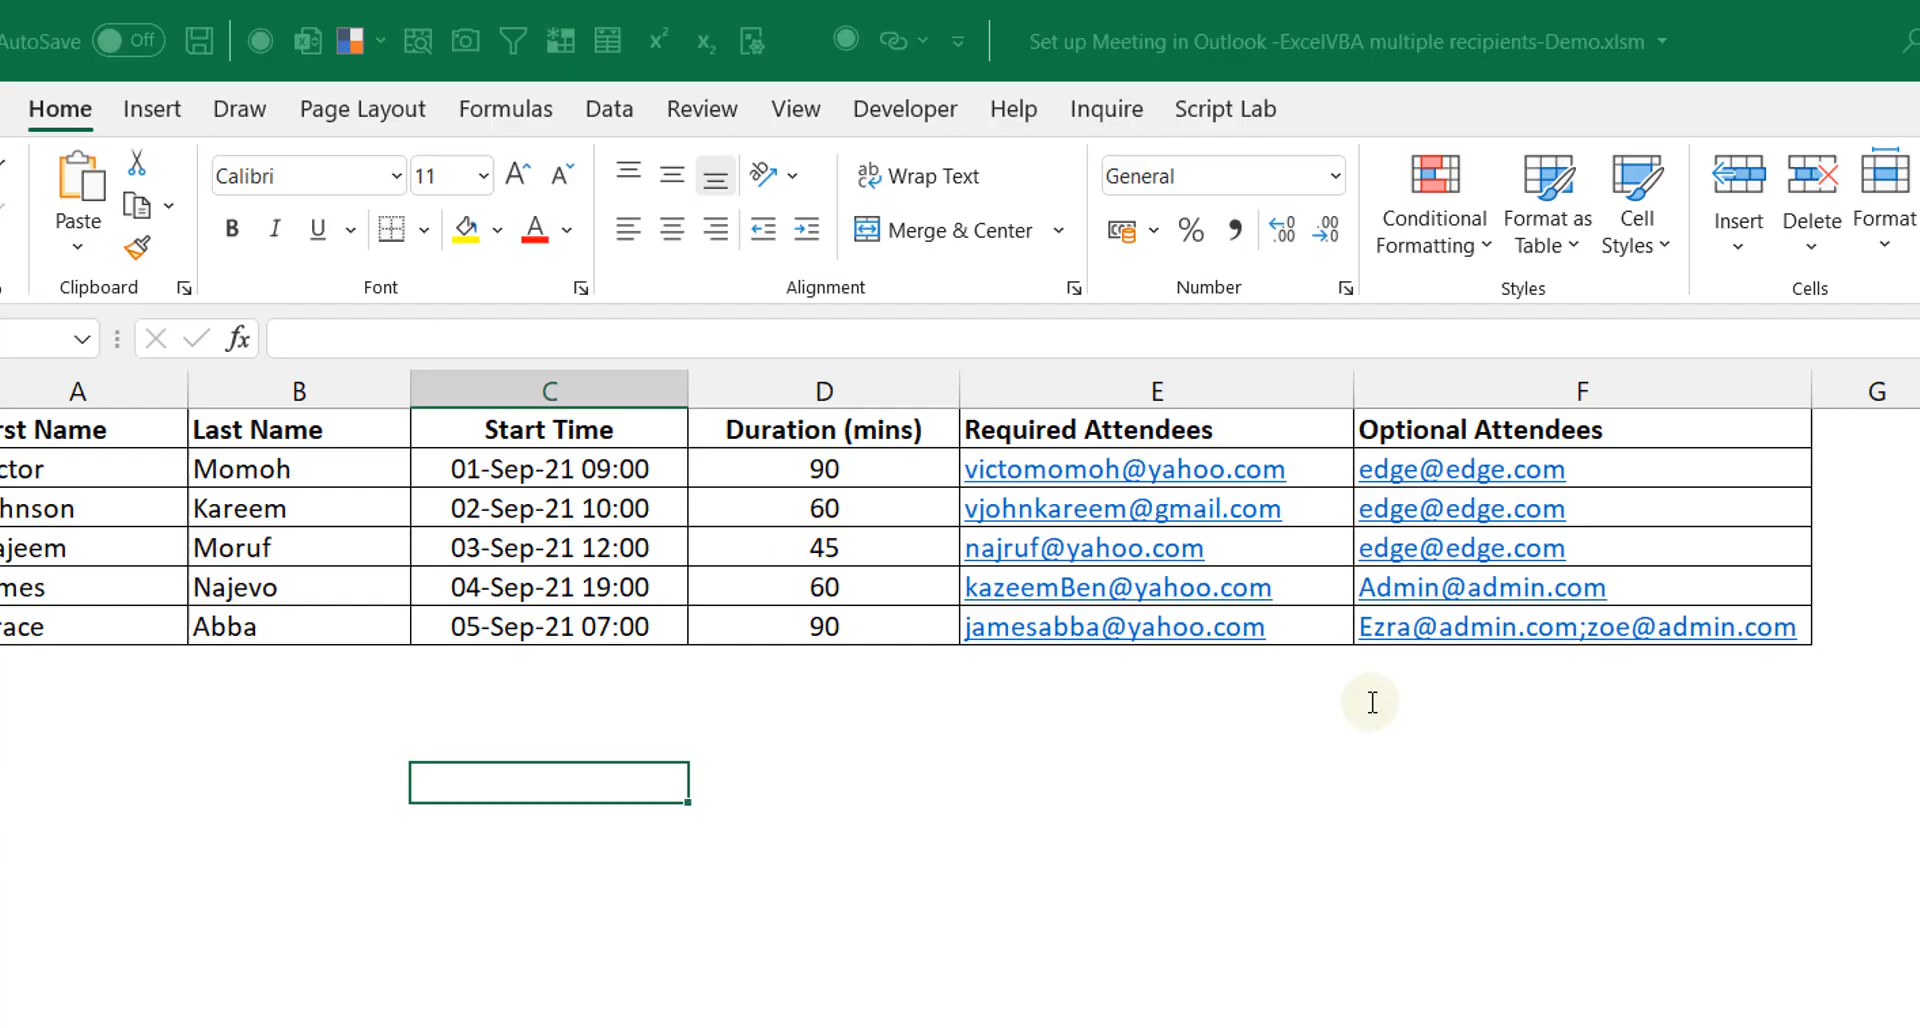 AutoSave Off x² x₂ Set up Meeting in Outlook -ExcelVBA multiple recipients-Demo.xlsm
Home Insert Draw Page Layout Formulas Data Review View Developer Help Inquire Script Lab
Paste
Calibri 11 A^ Aˇ
B I U A
ab Wrap Text
Merge & Center
General
% , .00 .00
Conditional Formatting
Format as Table
Cell Styles
Insert Delete Format
Clipboard Font Alignment Number Styles Cells
fx
A B C D E F G
rst Name Last Name Start Time Duration (mins) Required Attendees Optional Attendees
ctor Momoh 01-Sep-21 09:00 90 victomomoh@yahoo.com edge@edge.com
hnson Kareem 02-Sep-21 10:00 60 vjohnkareem@gmail.com edge@edge.com
ajeem Moruf 03-Sep-21 12:00 45 najruf@yahoo.com edge@edge.com
mes Najevo 04-Sep-21 19:00 60 kazeemBen@yahoo.com Admin@admin.com
race Abba 05-Sep-21 07:00 90 jamesabba@yahoo.com Ezra@admin.com;zoe@admin.com